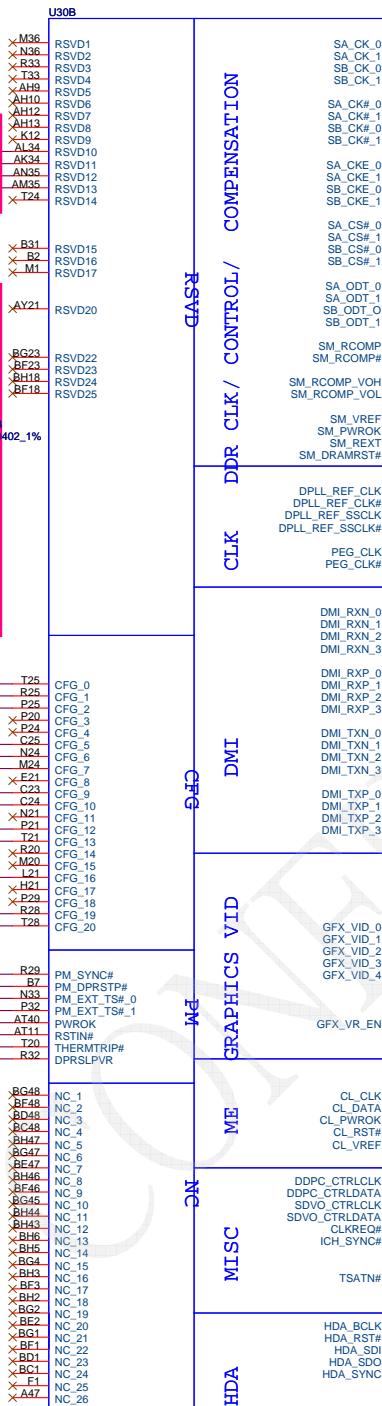 U30B
M36 RSVD1
N36 RSVD2
R33 RSVD3
T33 RSVD4
AH9 RSVD5
AH10 RSVD6
AH12 RSVD7
AH13 RSVD8
K12 RSVD9
AL34 RSVD10
AK34 RSVD11
AN35 RSVD12
AM35 RSVD13
T24 RSVD14
B31 RSVD15
B2 RSVD16
M1 RSVD17
AY21 RSVD20
BG23 RSVD22
BF23 RSVD23
BH18 RSVD24
BF18 RSVD25
0402_1%
RSVD
T25 CFG_0
R25 CFG_1
P25 CFG_2
P20 CFG_3
P24 CFG_4
C25 CFG_5
N24 CFG_6
M24 CFG_7
E21 CFG_8
C23 CFG_9
C24 CFG_10
N21 CFG_11
P21 CFG_12
T21 CFG_13
R20 CFG_14
M20 CFG_15
L21 CFG_16
H21 CFG_17
P29 CFG_18
R28 CFG_19
T28 CFG_20
CFG
R29 PM_SYNC#
B7 PM_DPRSTP#
N33 PM_EXT_TS#_0
P32 PM_EXT_TS#_1
AT40 PWROK
AT11 RSTIN#
T20 THERMTRIP#
R32 DPRSLPVR
PM
BG48 NC_1
BF48 NC_2
BD48 NC_3
BC48 NC_4
BH47 NC_5
BG47 NC_6
BE47 NC_7
BH46 NC_8
BF46 NC_9
BG45 NC_10
BH44 NC_11
BH43 NC_12
BH6 NC_13
BH5 NC_14
BG4 NC_15
BH3 NC_16
BF3 NC_17
BH2 NC_18
BG2 NC_19
BE2 NC_20
BG1 NC_21
BF1 NC_22
BD1 NC_23
BC1 NC_24
F1 NC_25
A47 NC_26
NC
DDR CLK/ CONTROL/ COMPENSATION
SA_CK_0
SA_CK_1
SB_CK_0
SB_CK_1
SA_CK#_0
SA_CK#_1
SB_CK#_0
SB_CK#_1
SA_CKE_0
SA_CKE_1
SB_CKE_0
SB_CKE_1
SA_CS#_0
SA_CS#_1
SB_CS#_0
SB_CS#_1
SA_ODT_0
SA_ODT_1
SB_ODT_O
SB_ODT_1
SM_RCOMP
SM_RCOMP#
SM_RCOMP_VOH
SM_RCOMP_VOL
SM_VREF
SM_PWROK
SM_REXT
SM_DRAMRST#
CLK
DPLL_REF_CLK
DPLL_REF_CLK#
DPLL_REF_SSCLK
DPLL_REF_SSCLK#
PEG_CLK
PEG_CLK#
DMI
DMI_RXN_0
DMI_RXN_1
DMI_RXN_2
DMI_RXN_3
DMI_RXP_0
DMI_RXP_1
DMI_RXP_2
DMI_RXP_3
DMI_TXN_0
DMI_TXN_1
DMI_TXN_2
DMI_TXN_3
DMI_TXP_0
DMI_TXP_1
DMI_TXP_2
DMI_TXP_3
GRAPHICS VID
GFX_VID_0
GFX_VID_1
GFX_VID_2
GFX_VID_3
GFX_VID_4
GFX_VR_EN
ME
CL_CLK
CL_DATA
CL_PWROK
CL_RST#
CL_VREF
MISC
DDPC_CTRLCLK
DDPC_CTRLDATA
SDVO_CTRLCLK
SDVO_CTRLDATA
CLKREQ#
ICH_SYNC#
TSATN#
HDA
HDA_BCLK
HDA_RST#
HDA_SDI
HDA_SDO
HDA_SYNC